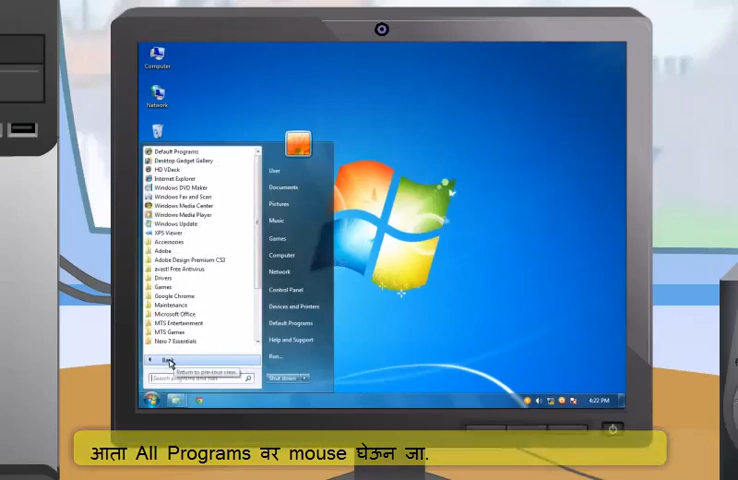 Computer
Network
Default Programs
Desktop Gadget Gallery
HD VDeck
Internet Explorer
Windows DVD Maker
Windows Fax and Scan
Windows Media Center
Windows Media Player
Windows Update
XPS Viewer
Accessories
Adobe
Adobe Design Premium CS3
avast! Free Antivirus
Drivers
Games
Google Chrome
Maintenance
Microsoft Office
MTS Entertainment
MTS Games
Nero 7 Essentials
Back
Return to previous view.
Search programs and files
User
Documents
Pictures
Music
Games
Computer
Network
Control Panel
Devices and Printers
Default Programs
Help and Support
Run...
Shut down
6:22 PM
आता All Programs वर mouse घेऊन जा.